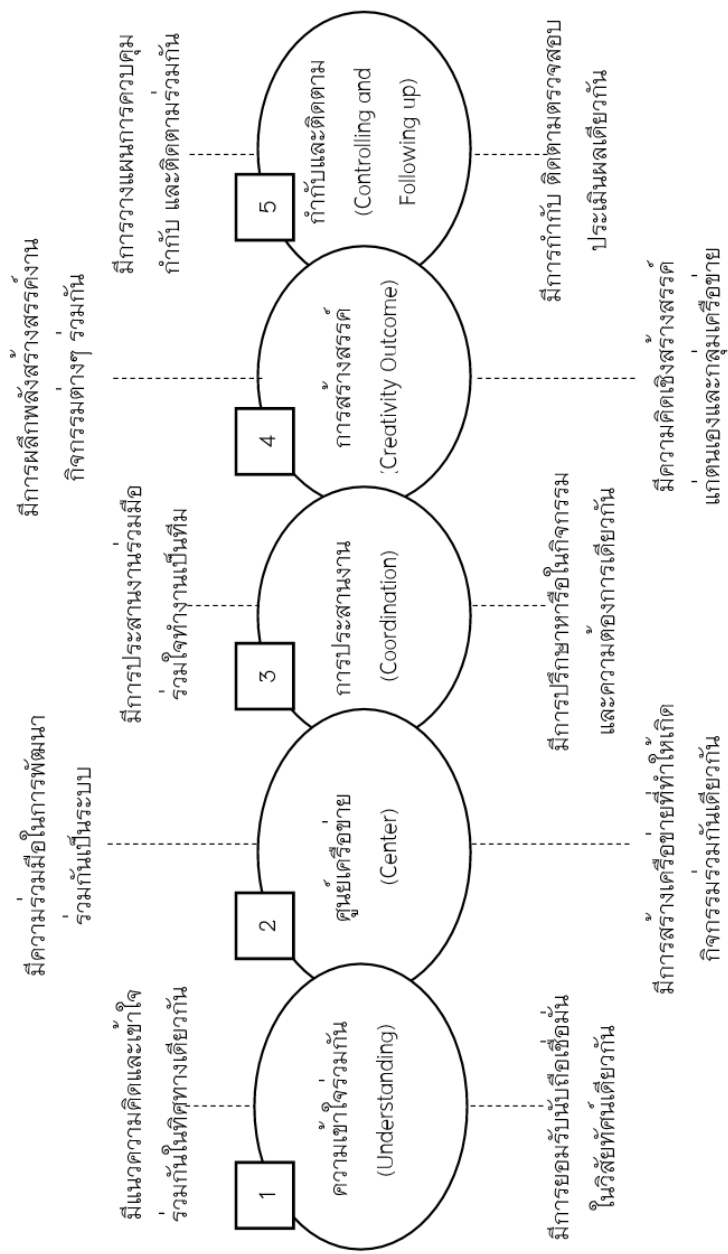 มีแนวความคิดและเข้าใจ
ร่วมกันในทิศทางเดียวกัน
1
ความเข้าใจร่วมกัน
(Understanding)
มีการยอมรับนับถือเชื่อมั่น
ในวิสัยทัศน์เดียวกัน
มีความร่วมมือในการพัฒนา
ร่วมกันเป็นระบบ
2
ศูนย์เครือข่าย
(Center)
มีการสร้างเครือข่ายที่ทำให้เกิด
กิจกรรมร่วมกันเดียวกัน
มีการประสานงานร่วมมือ
รวมใจทำงานเป็นทีม
3
การประสานงาน
(Coordination)
มีการปรึกษาหารือในกิจกรรม
และความต้องการเดียวกัน
มีการผลึกพลังสร้างสรรค์งาน
กิจกรรมต่างๆ ร่วมกัน
4
การสร้างสรรค์
(Creativity Outcome)
มีความคิดเชิงสร้างสรรค์
แก่ตนเองและกลุ่มเครือข่าย
มีการวางแผนการควบคุม
กำกับ และติดตามร่วมกัน
5
กำกับและติดตาม
(Controlling and
Following up)
มีการกำกับ ติดตามตรวจสอบ
ประเมินผลเดียวกัน